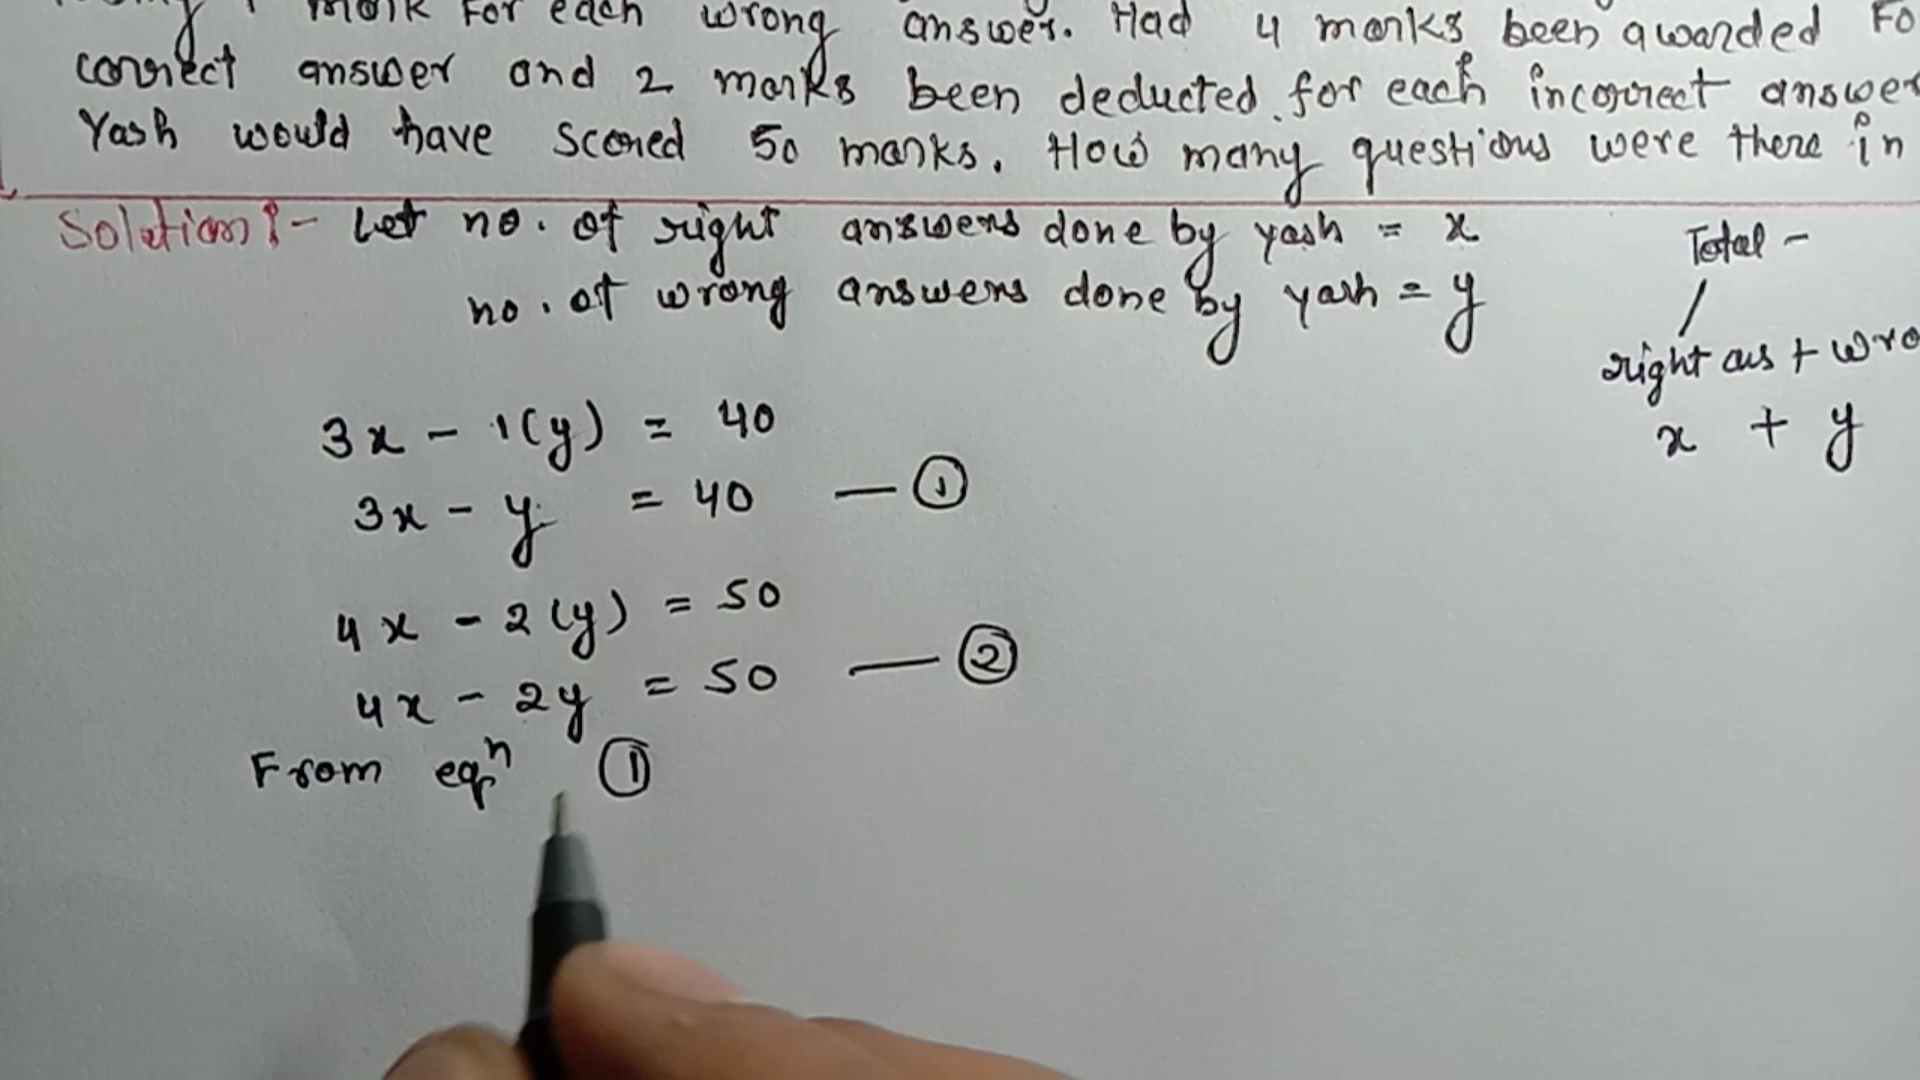 1 mark for each wrong answer. Had 4 marks been awarded Fo
correct answer and 2 marks been deducted for each incorrect answer
Yash would have scored 50 marks. How many questions were there in
Solution:- Let no. of right answers done by yash = x
no. of wrong answers done by yash = y
Total -
right ans + wro
x + y
3x - 1(y) = 40
3x - y = 40 — ①
4x - 2(y) = 50
4x - 2y = 50 — ②
From eqⁿ ①